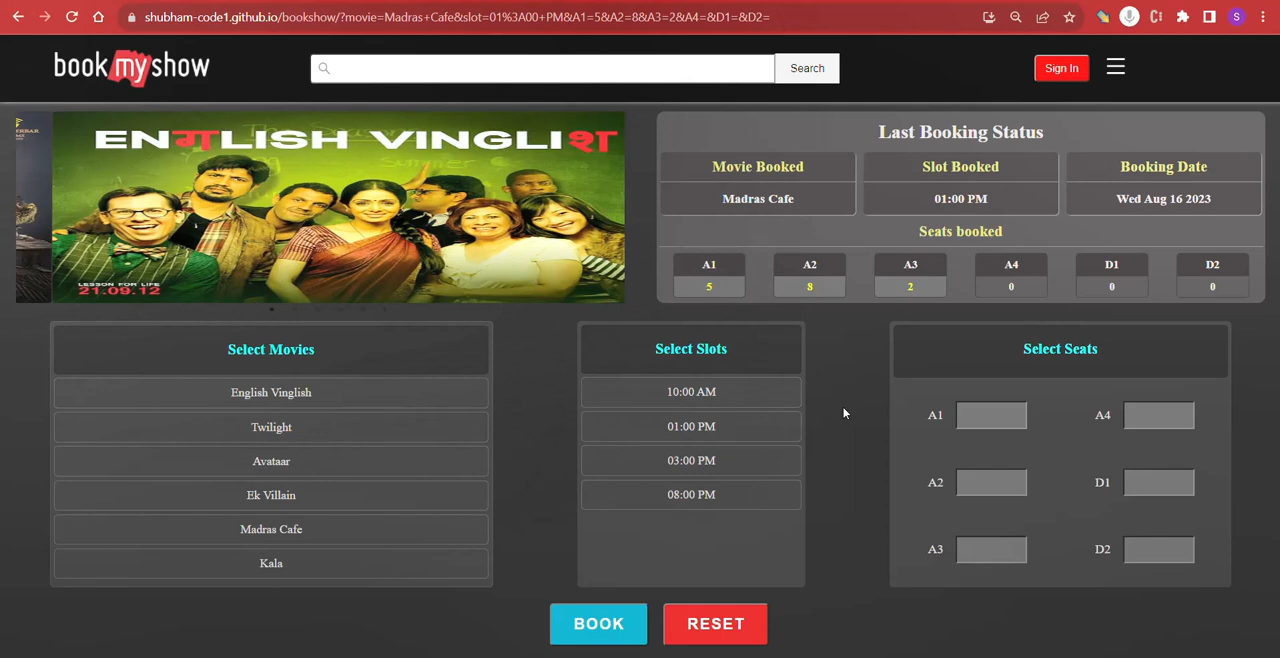 shubham-code1.github.io/bookshow/?movie=Madras+Cafe&slot=01%3A00+PM&A1=5&A2=8&A3=2&A4=&D1=&D2=
S
bookmyshow
Search
Sign In
ENGLISH VINGLIश
LESSON FOR LIFE
21.09.12
Last Booking Status
Movie Booked
Slot Booked
Booking Date
Madras Cafe
01:00 PM
Wed Aug 16 2023
Seats booked
A1 A2 A3 A4 D1 D2
5 8 2 0 0 0
Select Movies
English Vinglish
Twilight
Avataar
Ek Villain
Madras Cafe
Kala
Select Slots
10:00 AM
01:00 PM
03:00 PM
08:00 PM
Select Seats
A1 A4
A2 D1
A3 D2
BOOK
RESET